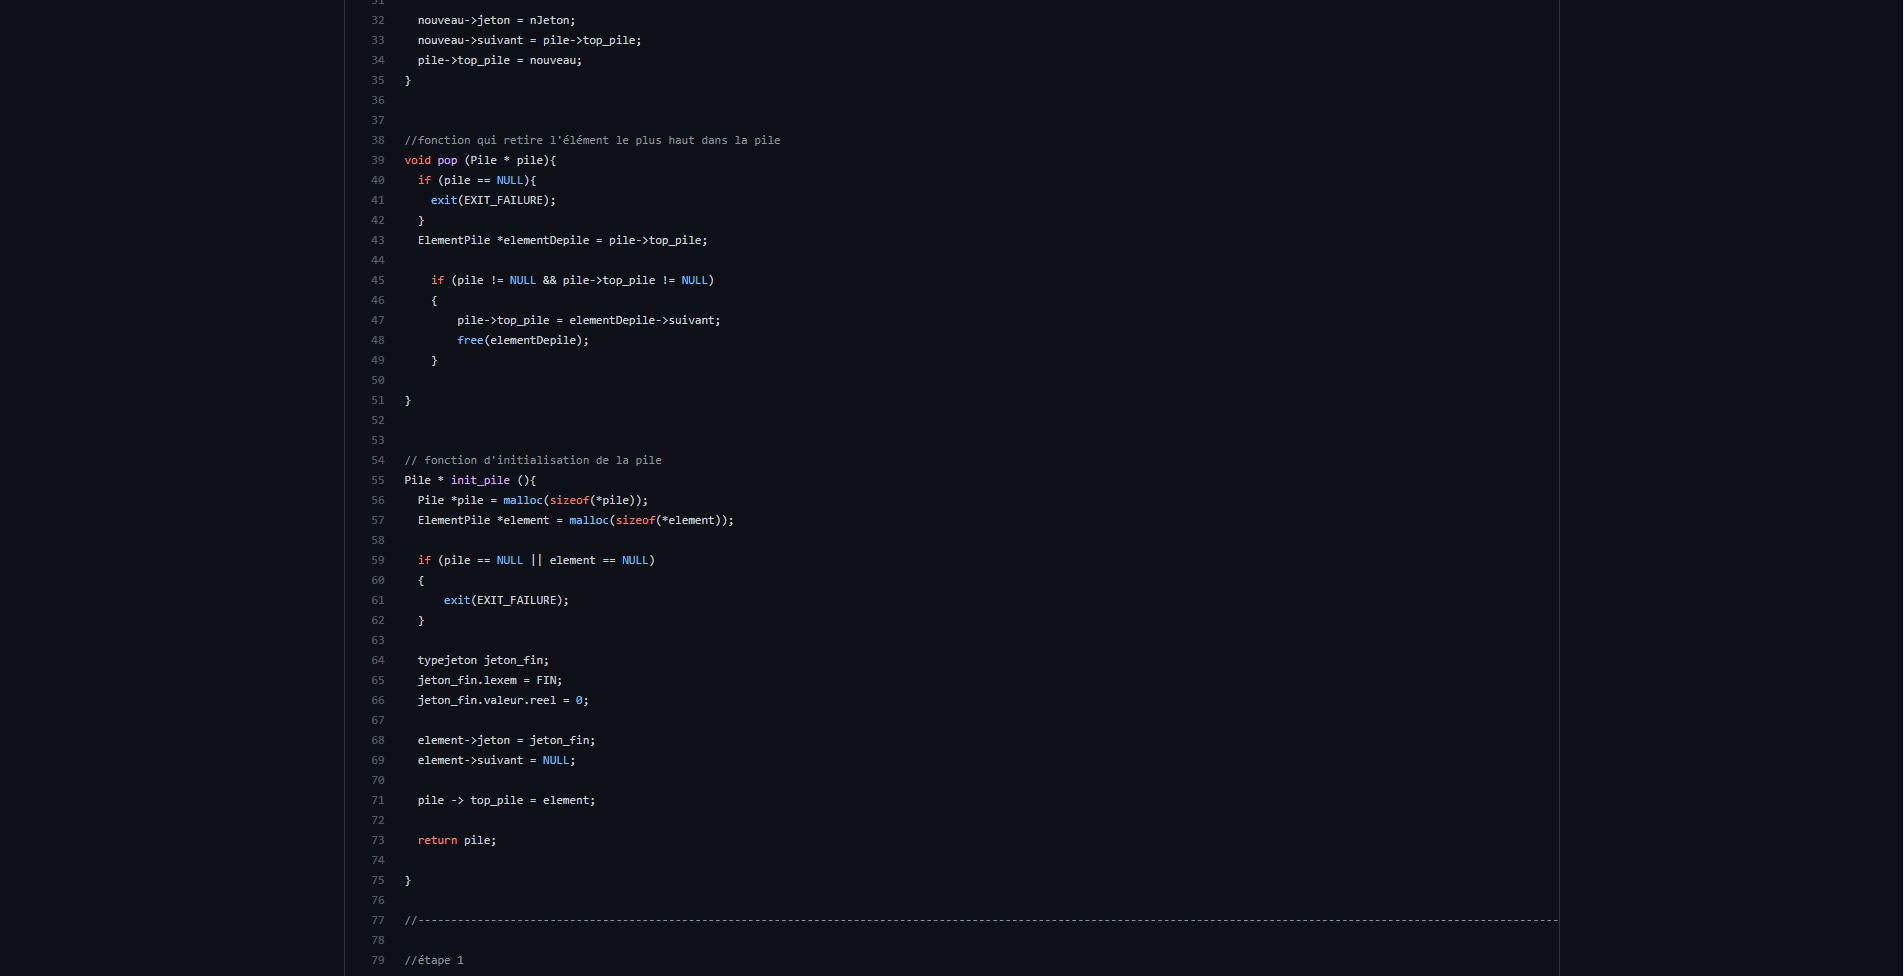 32 nouveau->jeton = nJeton;
33 nouveau->suivant = pile->top_pile;
34 pile->top_pile = nouveau;
35 }
36
37
38 //fonction qui retire l'élément le plus haut dans la pile
39 void pop (Pile * pile){
40 if (pile == NULL){
41 exit(EXIT_FAILURE);
42 }
43 ElementPile *elementDepile = pile->top_pile;
44
45 if (pile != NULL && pile->top_pile != NULL)
46 {
47 pile->top_pile = elementDepile->suivant;
48 free(elementDepile);
49 }
50
51 }
52
53
54 // fonction d'initialisation de la pile
55 Pile * init_pile (){
56 Pile *pile = malloc(sizeof(*pile));
57 ElementPile *element = malloc(sizeof(*element));
58
59 if (pile == NULL || element == NULL)
60 {
61 exit(EXIT_FAILURE);
62 }
63
64 typejeton jeton_fin;
65 jeton_fin.lexem = FIN;
66 jeton_fin.valeur.reel = 0;
67
68 element->jeton = jeton_fin;
69 element->suivant = NULL;
70
71 pile -> top_pile = element;
72
73 return pile;
74
75 }
76
77 //-----------------------------------------------------------------------------------------------------------------------------------------------------------------------------
78
79 //étape 1